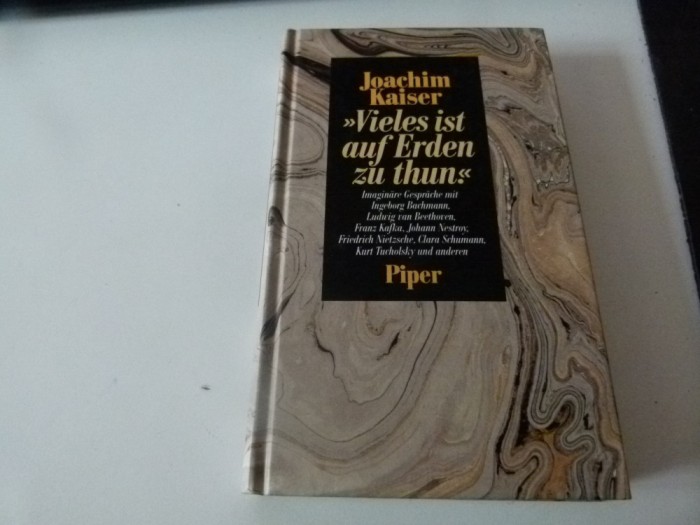 Joachim
Kaiser
»Vieles ist
auf Erden
zu thun.«
Imaginäre Gespräche mit
Ingeborg Bachmann,
Ludwig van Beethoven,
Franz Kafka, Johann Nestroy,
Friedrich Nietzsche, Clara Schumann,
Kurt Tucholsky und anderen
Piper